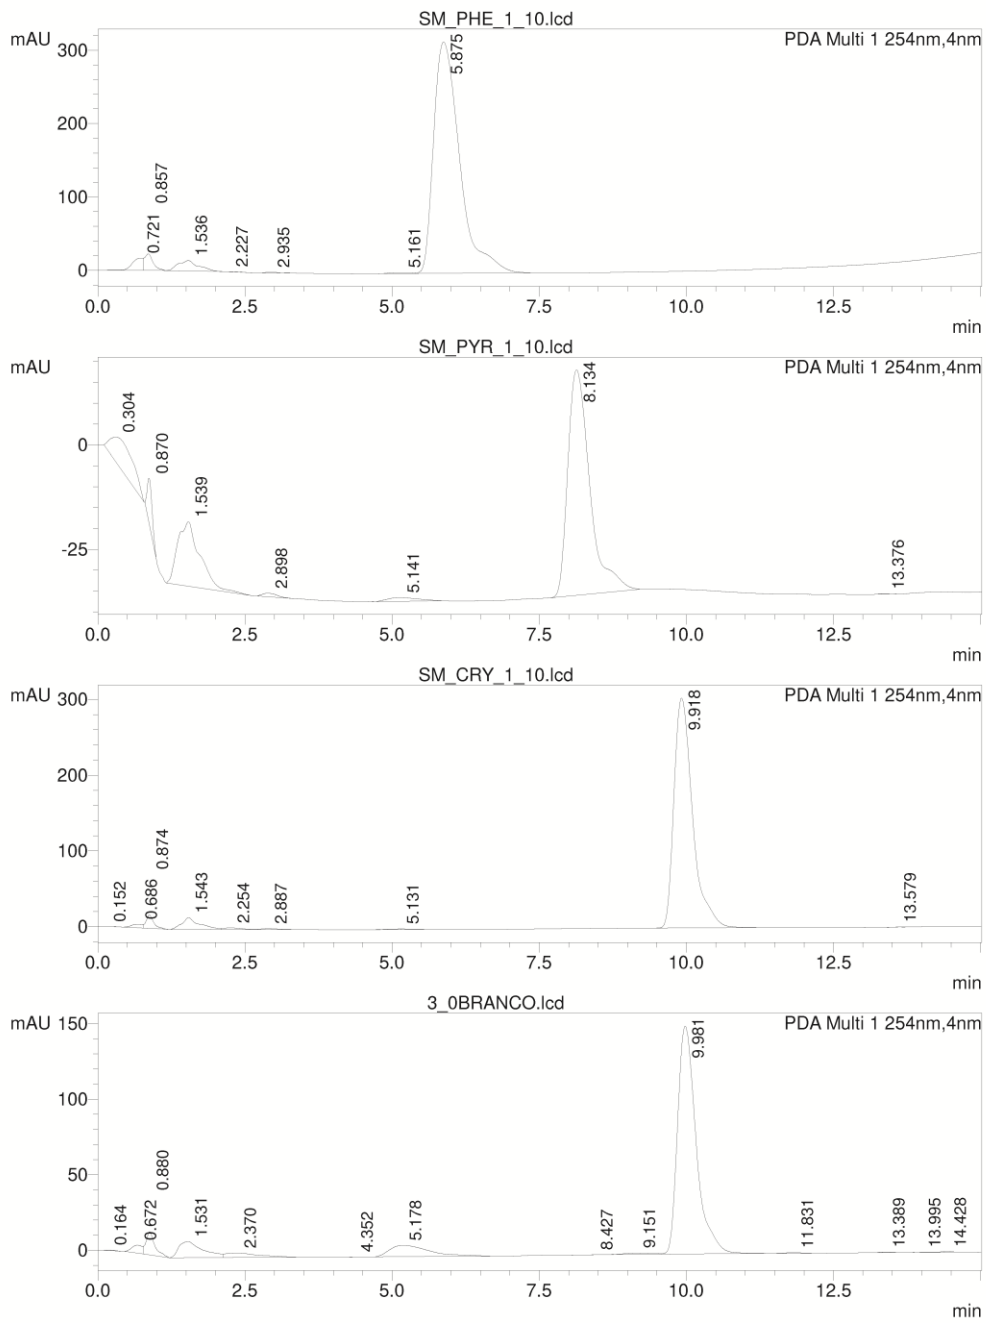 SM_PHE_1_10.lcd
mAU
PDA Multi 1 254nm,4nm
300
200
100
0
0.721
0.857
1.536
2.227
2.935
5.161
5.875
0.0 2.5 5.0 7.5 10.0 12.5
min
SM_PYR_1_10.lcd
mAU
PDA Multi 1 254nm,4nm
0
-25
0.304
0.870
1.539
2.898
5.141
8.134
13.376
0.0 2.5 5.0 7.5 10.0 12.5
min
SM_CRY_1_10.lcd
mAU
PDA Multi 1 254nm,4nm
300
200
100
0
0.152
0.686
0.874
1.543
2.254
2.887
5.131
9.918
13.579
0.0 2.5 5.0 7.5 10.0 12.5
min
3_0BRANCO.lcd
mAU
PDA Multi 1 254nm,4nm
150
100
50
0
0.164
0.672
0.880
1.531
2.370
4.352
5.178
8.427
9.151
9.981
11.831
13.389
13.995
14.428
0.0 2.5 5.0 7.5 10.0 12.5
min